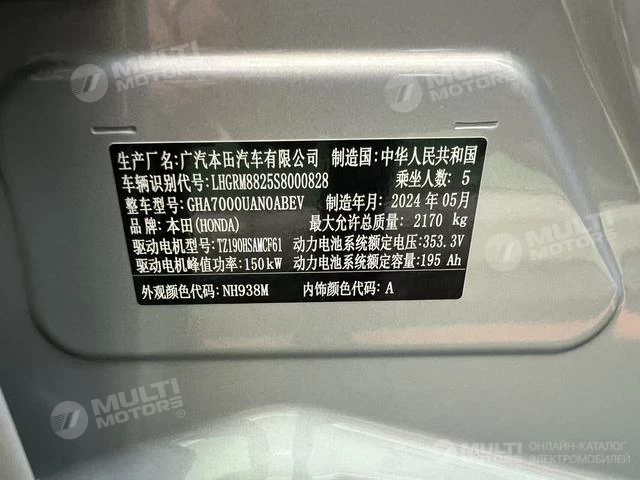 生产厂名:广汽本田汽车有限公司 制造国:中华人民共和国
车辆识别代号:LHGRM8825S8000828 乘坐人数: 5
整车型号:GHA7000UAN0ABEV 制造年月: 2024 年05月
品牌:本田(HONDA) 最大允许总质量: 2170 kg
驱动电机型号:TZ190HSAMCF61 动力电池系统额定电压:353.3V
驱动电机峰值功率:150kW 动力电池系统额定容量:195 Ah
外观颜色代码: NH938M 内饰颜色代码: A
MULTI MOTORS®
MULTI MOTORS®
MULTI MOTORS®
MULTI MOTORS®
MULTI MOTORS®
MULTI MOTORS®
MULTI MOTORS ОНЛАЙН-КАТАЛОГ ЭЛЕКТРОМОБИЛЕЙ